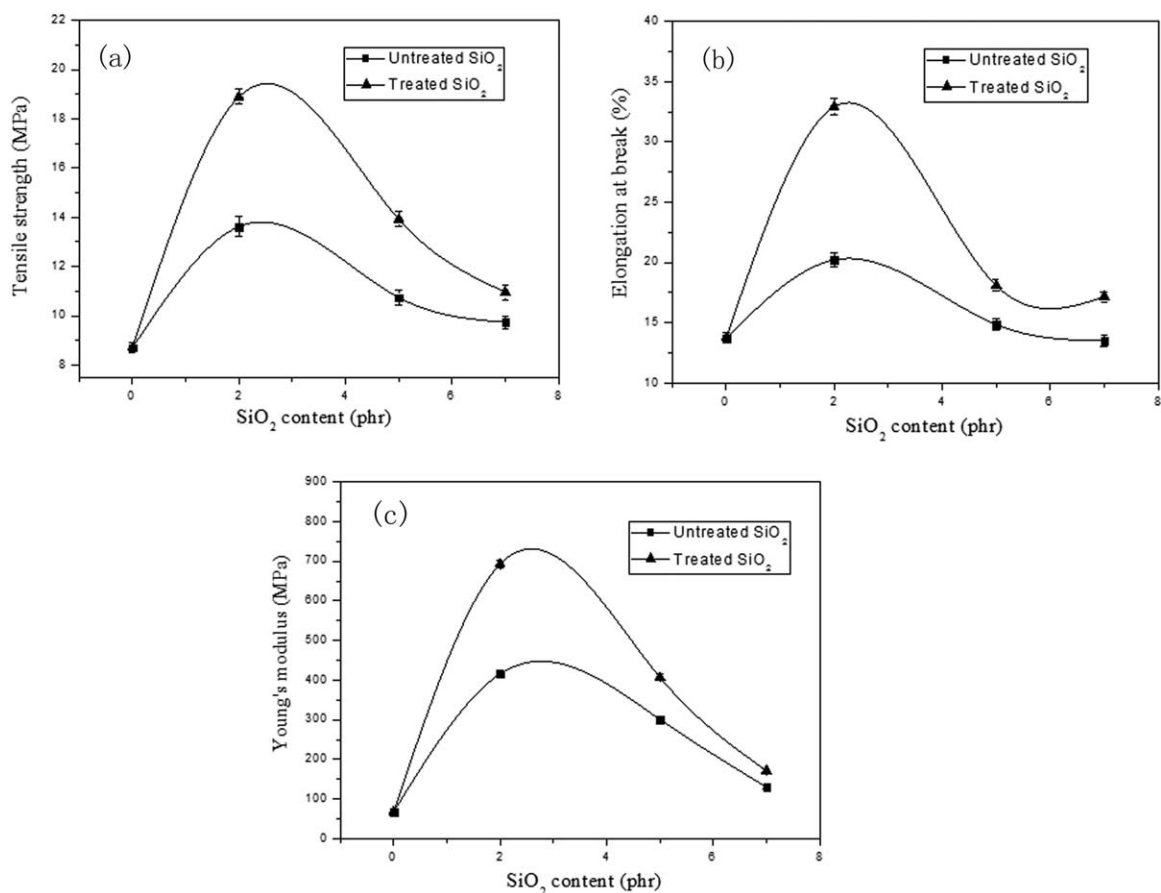 (a)
Untreated SiO2
Treated SiO2
Tensile strength (MPa)
22
20
18
16
14
12
10
8
0 2 4 6 8
SiO2 content (phr)
(b)
Untreated SiO2
Treated SiO2
Elongation at break (%)
40
35
30
25
20
15
10
0 2 4 6 8
SiO2 content (phr)
(c)
Untreated SiO2
Treated SiO2
Young's modulus (MPa)
900
800
700
600
500
400
300
200
100
0
0 2 4 6 8
SiO2 content (phr)